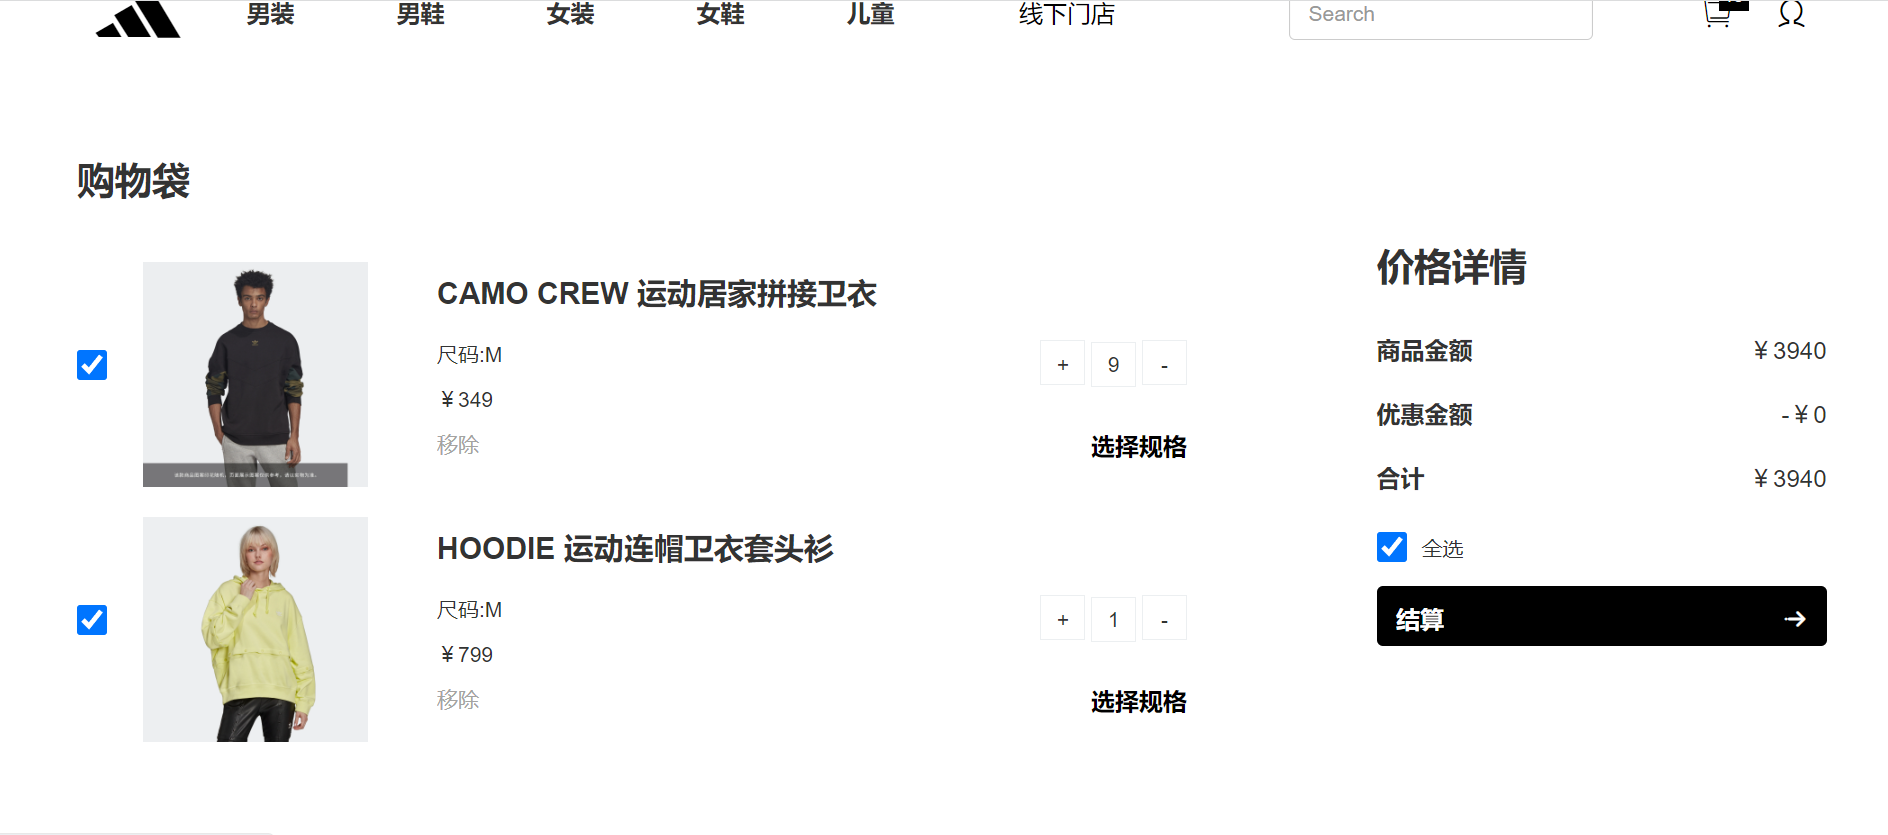 男装 男鞋 女装 女鞋 儿童 线下门店 Search
购物袋
CAMO CREW 运动居家拼接卫衣
尺码:M
+ 9 -
¥349
移除
选择规格
HOODIE 运动连帽卫衣套头衫
尺码:M
+ 1 -
¥799
移除
选择规格
价格详情
商品金额 ¥3940
优惠金额 -¥0
合计 ¥3940
全选
结算